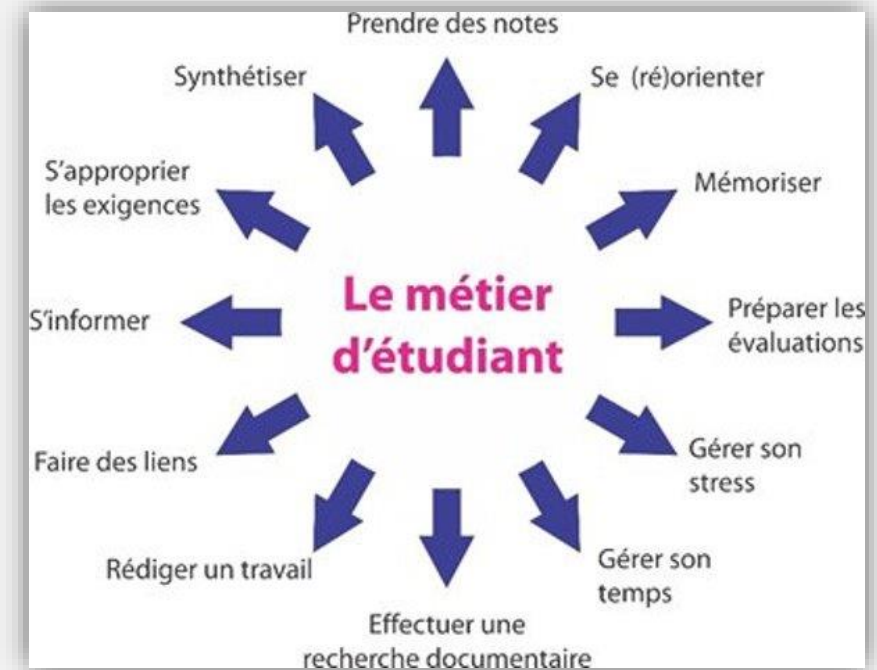 Prendre des notes
Synthétiser
Se (ré)orienter
S'approprier
les exigences
Mémoriser
Le métier
d'étudiant
S'informer
Préparer les
évaluations
Faire des liens
Gérer son
stress
Rédiger un travail
Gérer son
temps
Effectuer une
recherche documentaire